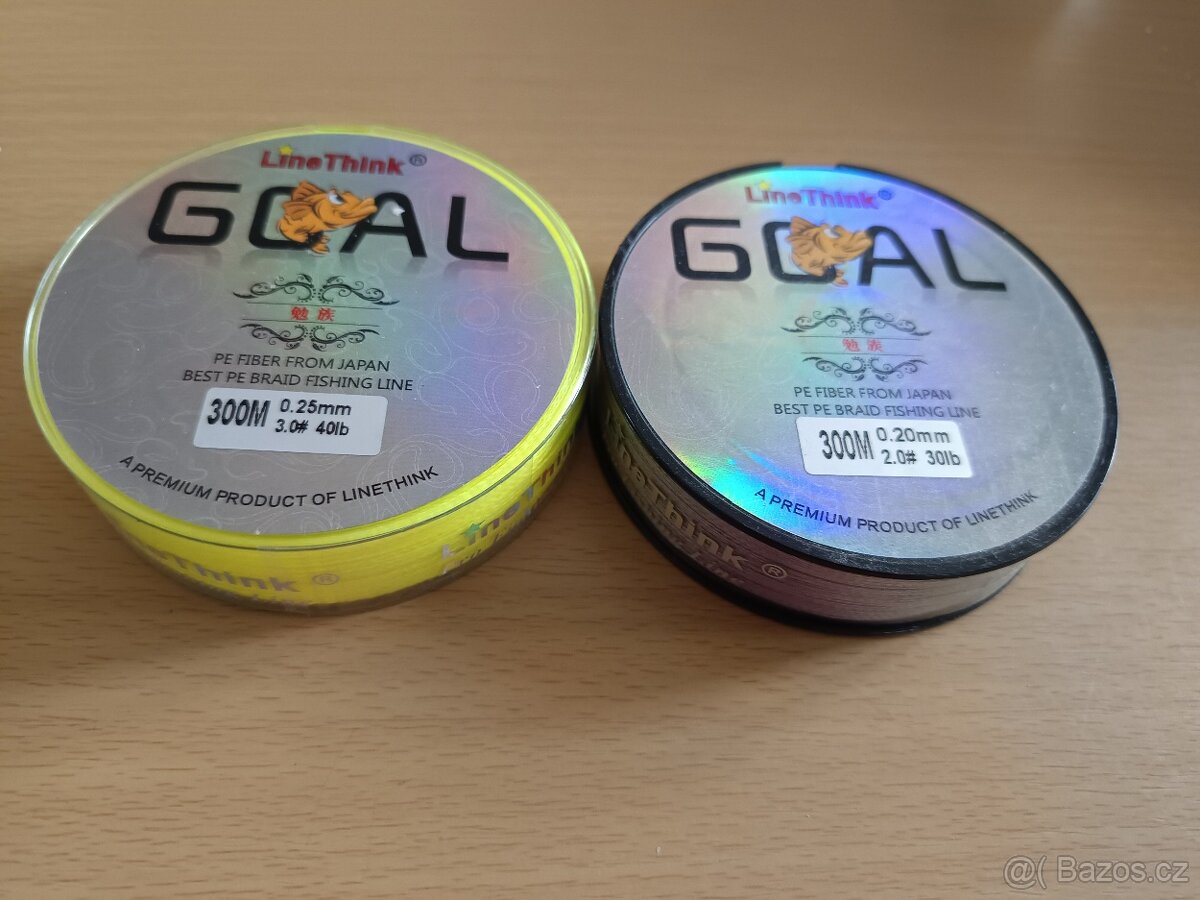 LineThink®
GOAL
勉族
PE FIBER FROM JAPAN
BEST PE BRAID FISHING LINE
300M 0.25mm
3.0# 40lb
A PREMIUM PRODUCT OF LINETHINK
LineThink ®
LineThink®
GOAL
勉族
PE FIBER FROM JAPAN
BEST PE BRAID FISHING LINE
300M 0.20mm
2.0# 30lb
A PREMIUM PRODUCT OF LINETHINK
LineThink ®
@( Bazos.cz